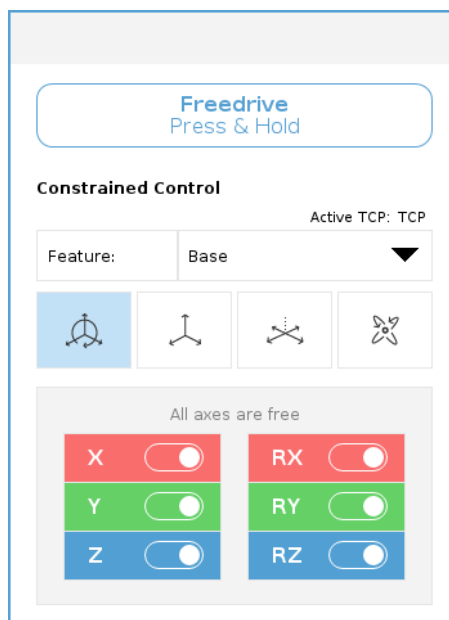 Freedrive
Press & Hold
Constrained Control
Active TCP: TCP
Feature: Base
All axes are free
X RX
Y RY
Z RZ